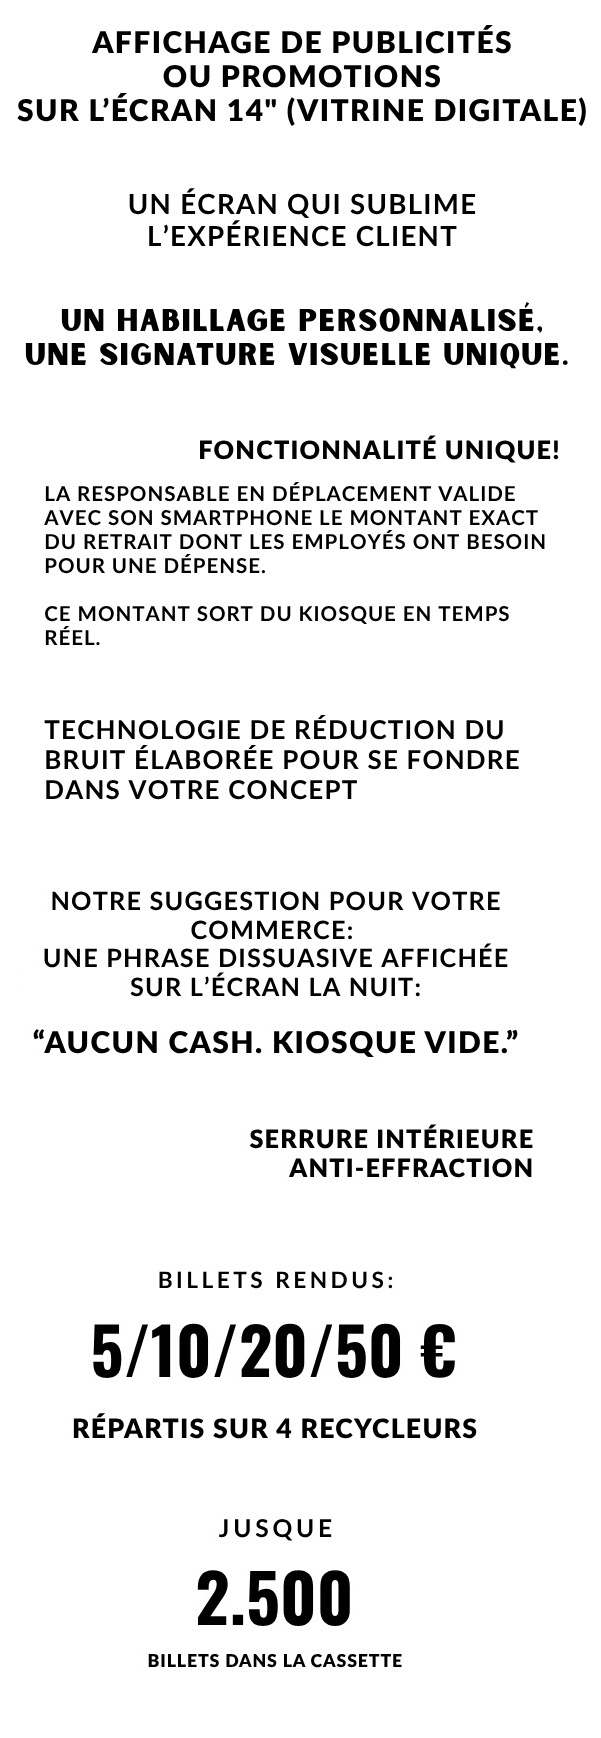 AFFICHAGE DE PUBLICITÉS
OU PROMOTIONS
SUR L’ÉCRAN 14" (VITRINE DIGITALE)
UN ÉCRAN QUI SUBLIME
L’EXPÉRIENCE CLIENT
UN HABILLAGE PERSONNALISÉ,
UNE SIGNATURE VISUELLE UNIQUE.
FONCTIONNALITÉ UNIQUE!
LA RESPONSABLE EN DÉPLACEMENT VALIDE
AVEC SON SMARTPHONE LE MONTANT EXACT
DU RETRAIT DONT LES EMPLOYÉS ONT BESOIN
POUR UNE DÉPENSE.
CE MONTANT SORT DU KIOSQUE EN TEMPS
RÉEL.
TECHNOLOGIE DE RÉDUCTION DU
BRUIT ÉLABORÉE POUR SE FONDRE
DANS VOTRE CONCEPT
NOTRE SUGGESTION POUR VOTRE
COMMERCE:
UNE PHRASE DISSUASIVE AFFICHÉE
SUR L’ÉCRAN LA NUIT:
“AUCUN CASH. KIOSQUE VIDE.”
SERRURE INTÉRIEURE
ANTI-EFFRACTION
BILLETS RENDUS:
5/10/20/50 €
RÉPARTIS SUR 4 RECYCLEURS
JUSQUE
2.500
BILLETS DANS LA CASSETTE